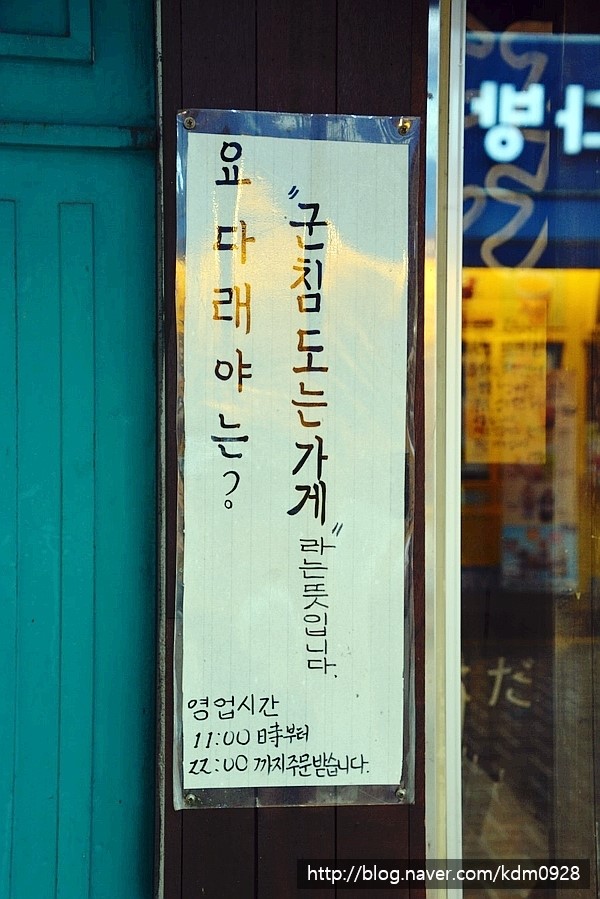 요다래야는?
"군침도는가게"라는뜻입니다.
영업시간
11:00 時부터
22:00 까지주문받습니다.
だ
http://blog.naver.com/kdm0928